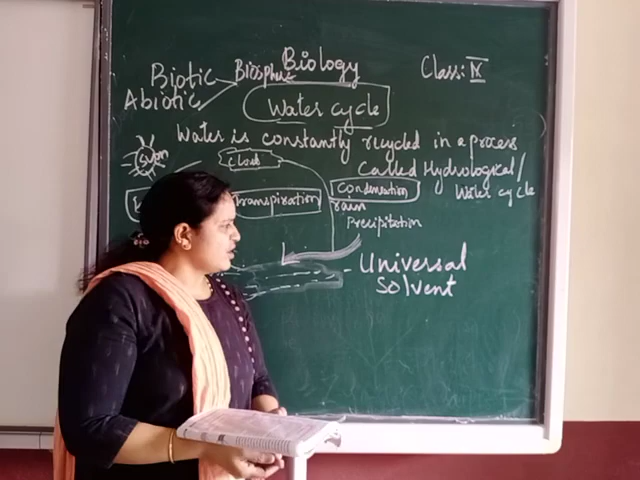 Biology
Class: IX
Biotic
Biosphere
Abiotic
Water cycle
Water is constantly recycled in a process
Called Hydrological/
Water cycle
Sun
Cloud
Condensation
Transpiration
rain
Precipitation
Universal
Solvent